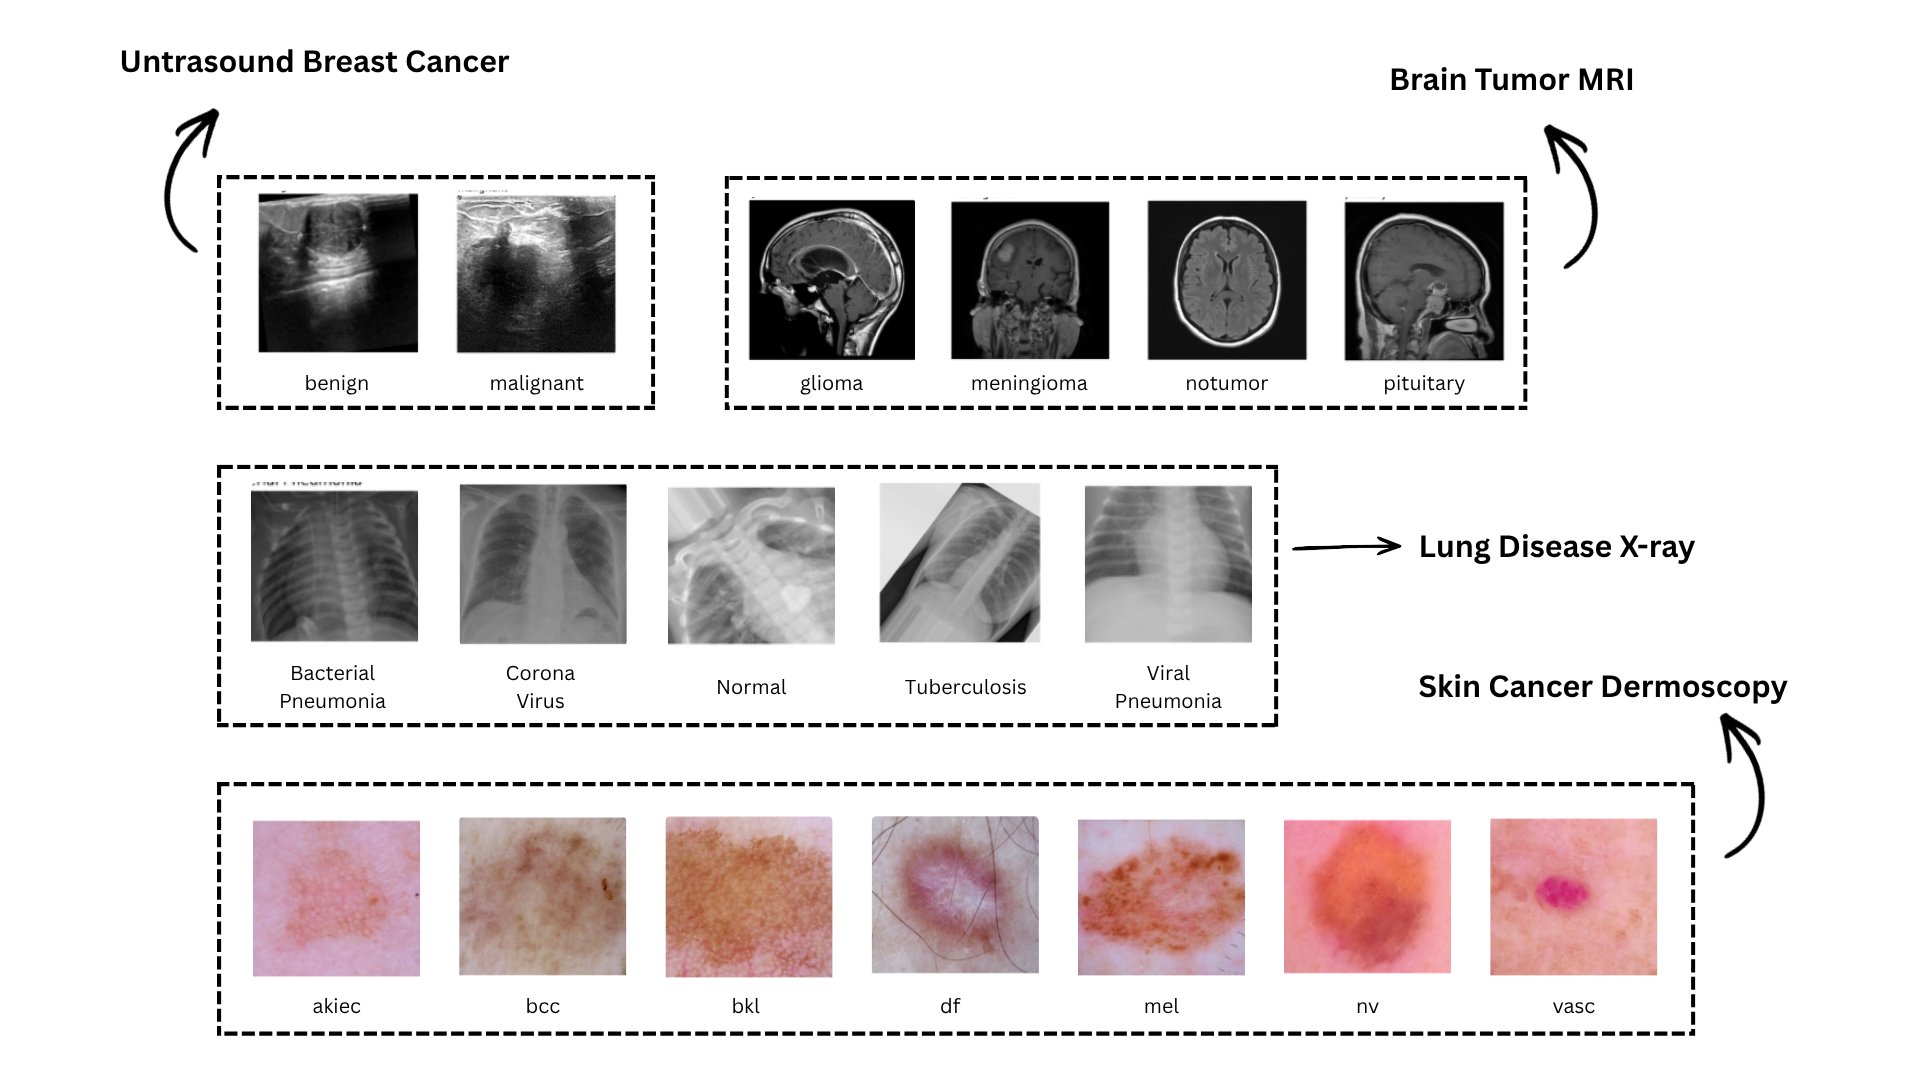 Untrasound Breast Cancer
Brain Tumor MRI
benign
malignant
glioma
meningioma
notumor
pituitary
Bacterial
Pneumonia
Corona
Virus
Normal
Tuberculosis
Viral
Pneumonia
Lung Disease X-ray
Skin Cancer Dermoscopy
akiec
bcc
bkl
df
mel
nv
vasc